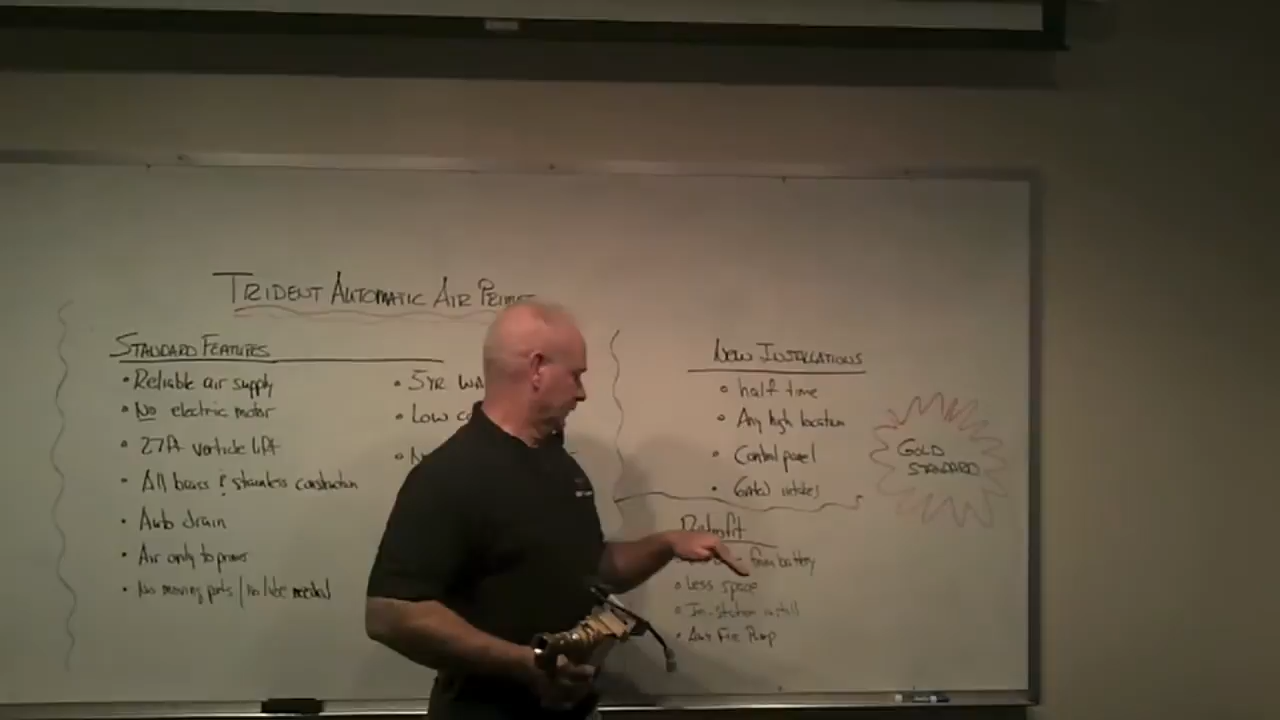 TRIDENT AUTOMATIC AIR PRIME
STANDARD FEATURES
• Reliable air supply
• No electric motor
• 27ft verticle lift
• All brass & stainless construction
• Auto drain
• Air only to primer
• No moving parts / no lube needed
• 5YR WA
• Low c
• N
NEW INSTALLATIONS
• half time
• Any high location
• Control panel
• intakes
GOLD
STANDARD
Retrofit
from battery
• Less space
• In-station install
• Any Fire Pump